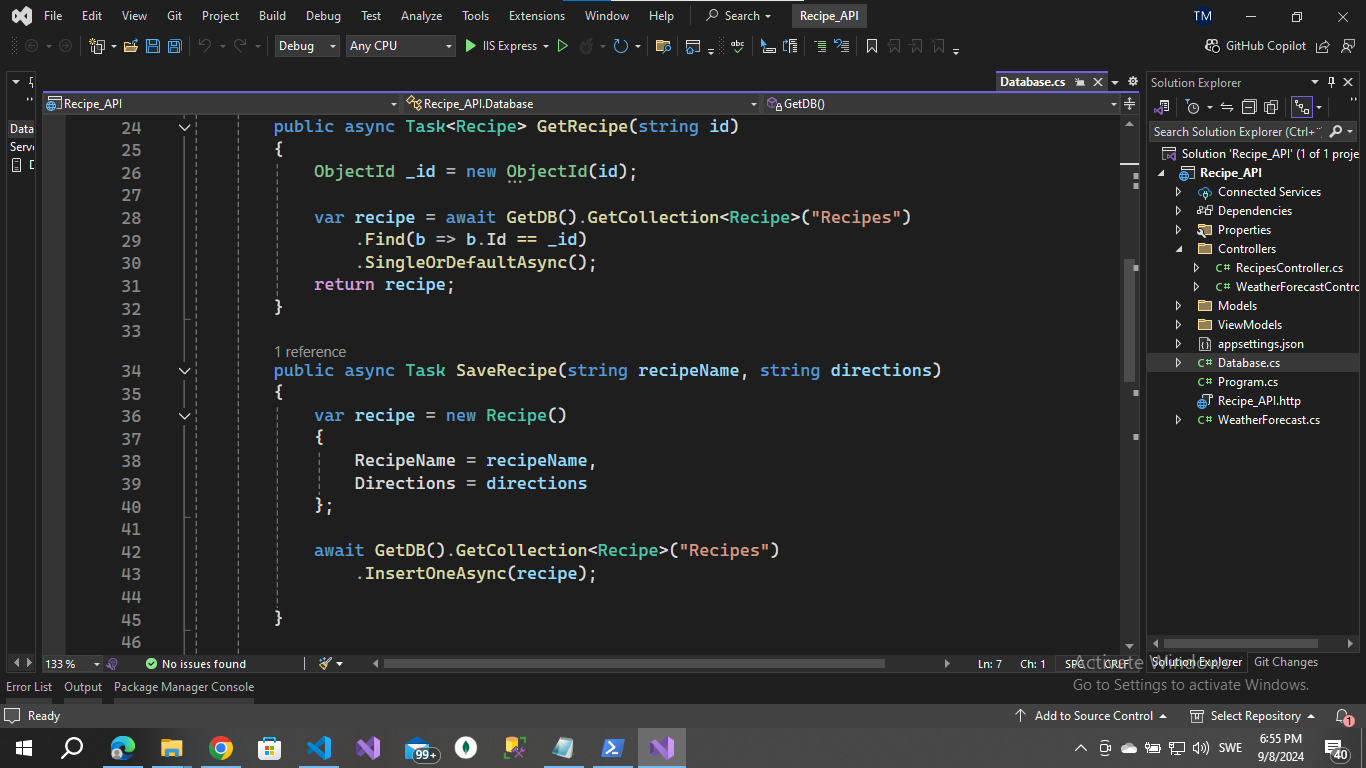 File Edit View Git Project Build Debug Test Analyze Tools Extensions Window Help Search Recipe_API TM
Debug Any CPU IIS Express GitHub Copilot
Database.cs
Recipe_API Recipe_API.Database GetDB()
24 public async Task<Recipe> GetRecipe(string id)
25 {
26 ObjectId _id = new ObjectId(id);
27
28 var recipe = await GetDB().GetCollection<Recipe>("Recipes")
29 .Find(b => b.Id == _id)
30 .SingleOrDefaultAsync();
31 return recipe;
32 }
33
1 reference
34 public async Task SaveRecipe(string recipeName, string directions)
35 {
36 var recipe = new Recipe()
37 {
38 RecipeName = recipeName,
39 Directions = directions
40 };
41
42 await GetDB().GetCollection<Recipe>("Recipes")
43 .InsertOneAsync(recipe);
44
45 }
46
133 % No issues found Ln: 7 Ch: 1 SPC CRLF
Data
Serv
Solution Explorer
Search Solution Explorer (Ctrl+
Solution 'Recipe_API' (1 of 1 proje
Recipe_API
Connected Services
Dependencies
Properties
Controllers
C# RecipesController.cs
C# WeatherForecastContro
Models
ViewModels
appsettings.json
C# Database.cs
C# Program.cs
Recipe_API.http
C# WeatherForecast.cs
Solution Explorer Git Changes
Activate Windows
Go to Settings to activate Windows.
Error List Output Package Manager Console
Ready Add to Source Control Select Repository 1
99+ SWE 6:55 PM
9/8/2024 40